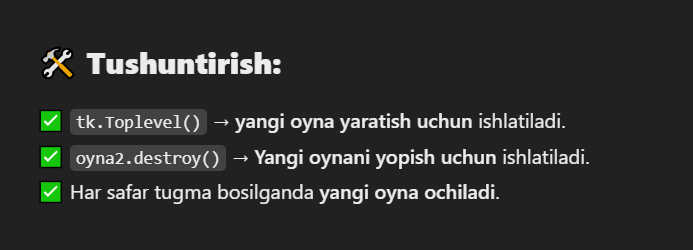 🛠️ Tushuntirish:
✅ tk.Toplevel() → yangi oyna yaratish uchun ishlatiladi.
✅ oyna2.destroy() → Yangi oynani yopish uchun ishlatiladi.
✅ Har safar tugma bosilganda yangi oyna ochiladi.